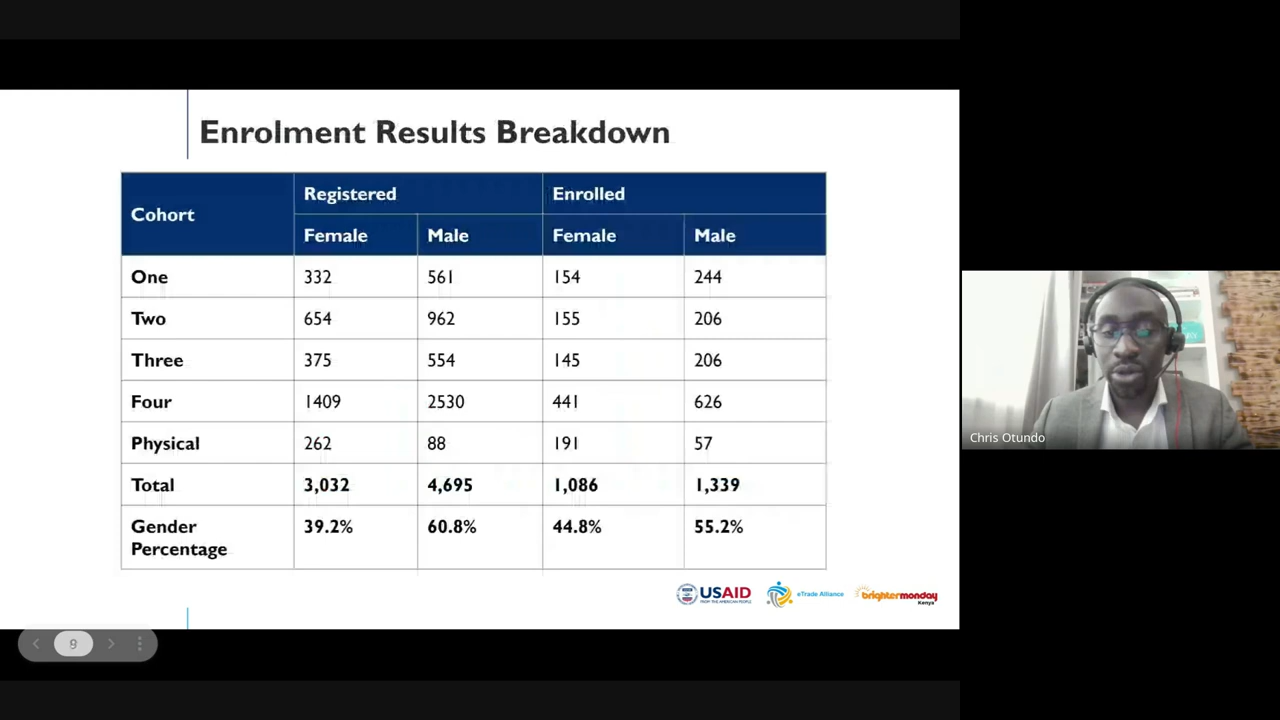 Enrolment Results Breakdown
Cohort Registered Enrolled
Female Male Female Male
One 332 561 154 244
Two 654 962 155 206
Three 375 554 145 206
Four 1409 2530 441 626
Physical 262 88 191 57
Total 3,032 4,695 1,086 1,339
Gender Percentage 39.2% 60.8% 44.8% 55.2%
USAID
FROM THE AMERICAN PEOPLE
eTrade Alliance
brightermonday
Kenya
Chris Otundo